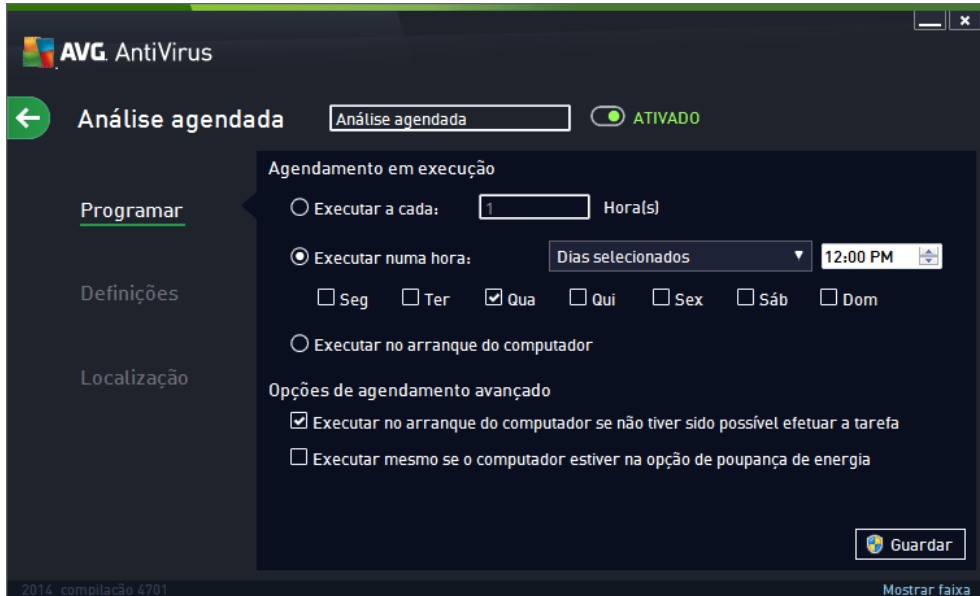 AVG. AntiVirus
Análise agendada
Análise agendada
ATIVADO
Programar
Definições
Localização
Agendamento em execução
Executar a cada: 1 Hora(s)
Executar numa hora: Dias selecionados 12:00 PM
Seg Ter Qua Qui Sex Sáb Dom
Executar no arranque do computador
Opções de agendamento avançado
Executar no arranque do computador se não tiver sido possível efetuar a tarefa
Executar mesmo se o computador estiver na opção de poupança de energia
Guardar
2014 compilação 4701
Mostrar faixa